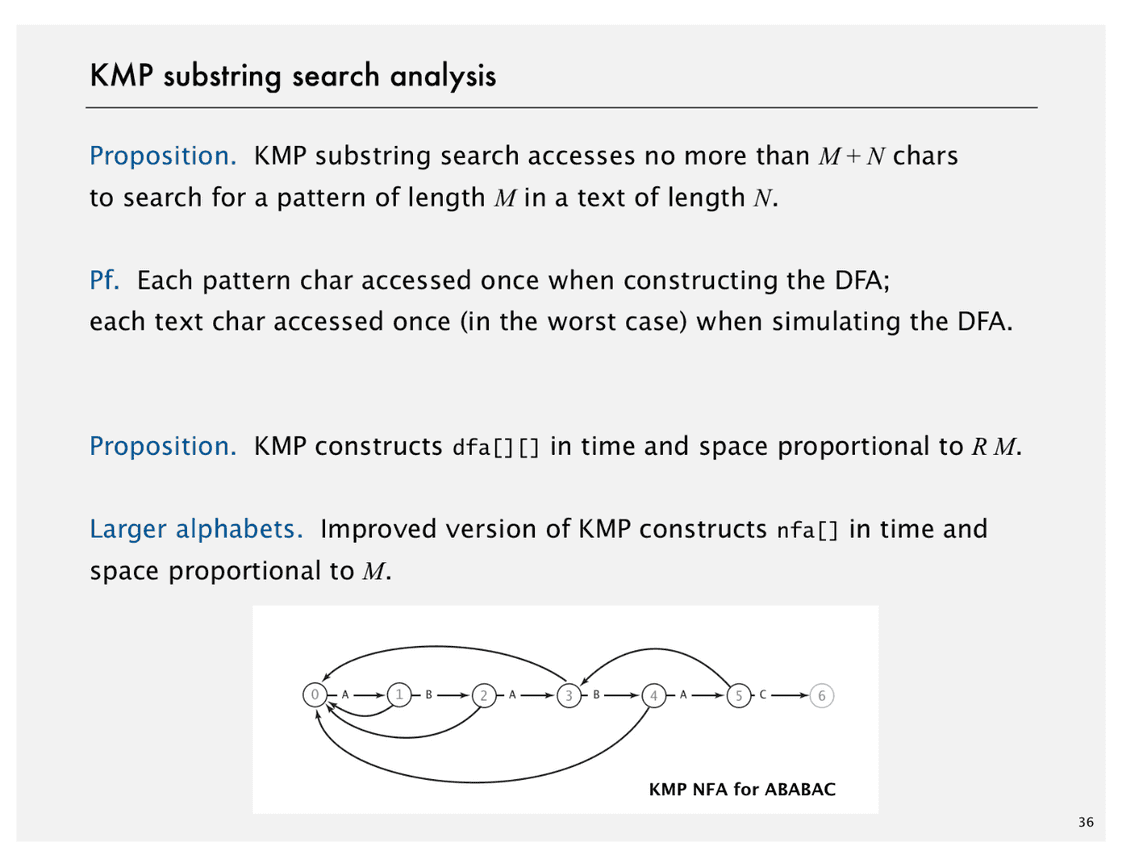 KMP substring search analysis
Proposition. KMP substring search accesses no more than M + N chars
to search for a pattern of length M in a text of length N.
Pf. Each pattern char accessed once when constructing the DFA;
each text char accessed once (in the worst case) when simulating the DFA.
Proposition. KMP constructs dfa[][] in time and space proportional to R M.
Larger alphabets. Improved version of KMP constructs nfa[] in time and
space proportional to M.
0 A 1 B 2 A 3 B 4 A 5 C 6
KMP NFA for ABABAC
36